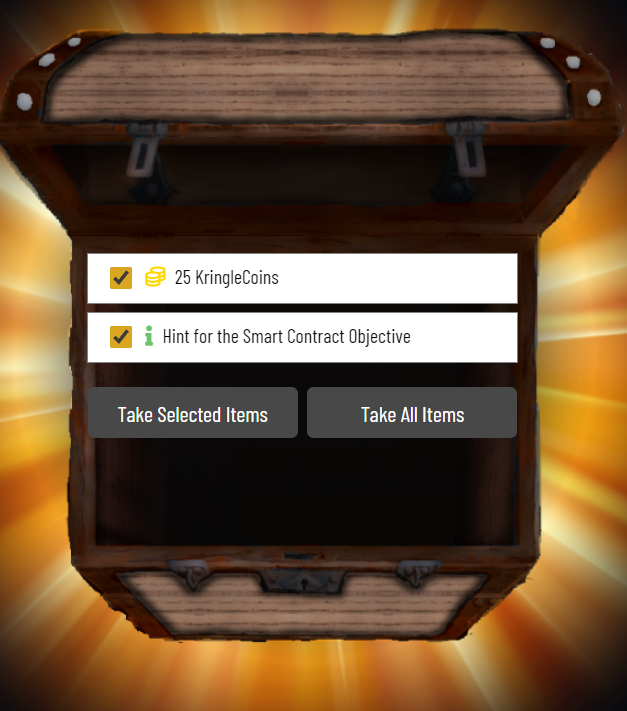 25 KringleCoins
Hint for the Smart Contract Objective
Take Selected Items
Take All Items